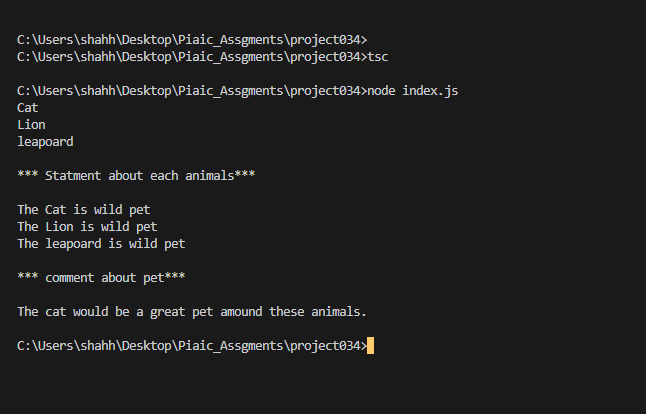 C:\Users\shahh\Desktop\Piaic_Assgments\project034>
C:\Users\shahh\Desktop\Piaic_Assgments\project034>tsc
C:\Users\shahh\Desktop\Piaic_Assgments\project034>node index.js
Cat
Lion
leapoard
*** Statment about each animals***
The Cat is wild pet
The Lion is wild pet
The leapoard is wild pet
*** comment about pet***
The cat would be a great pet amound these animals.
C:\Users\shahh\Desktop\Piaic_Assgments\project034>